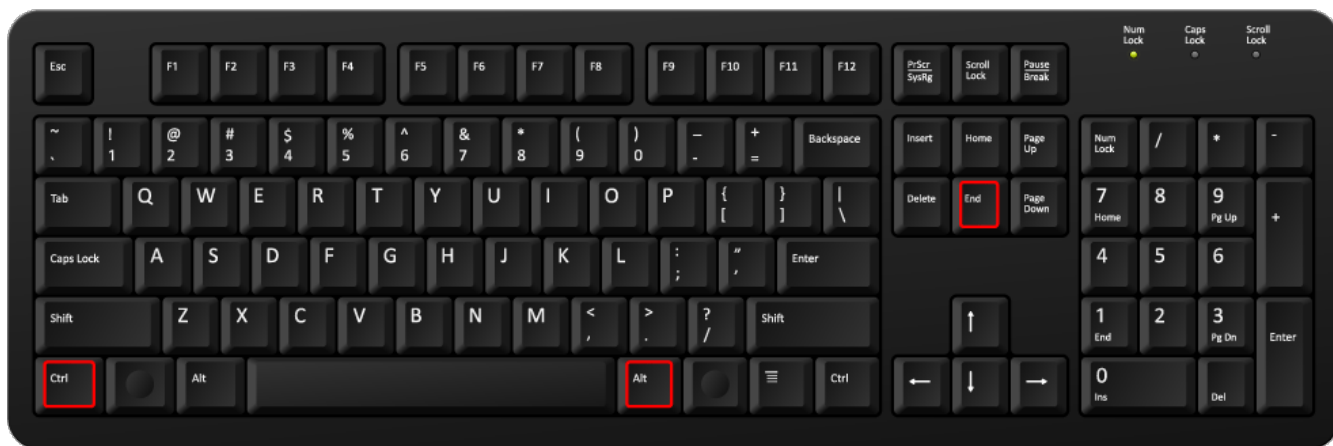 Num Lock Caps Lock Scroll Lock
Esc F1 F2 F3 F4 F5 F6 F7 F8 F9 F10 F11 F12 PrScr SysRg Scroll Lock Pause Break
~ ` ! 1 @ 2 # 3 $ 4 % 5 ^ 6 & 7 * 8 ( 9 ) 0 – - + = Backspace Insert Home Page Up Num Lock / * -
Tab Q W E R T Y U I O P { [ } ] | \ Delete End Page Down 7 Home 8 9 Pg Up +
Caps Lock A S D F G H J K L : ; " ' Enter 4 5 6
Shift Z X C V B N M < , > . ? / Shift ↑ 1 End 2 3 Pg Dn Enter
Ctrl Alt Alt Ctrl ← ↓ → 0 Ins Del